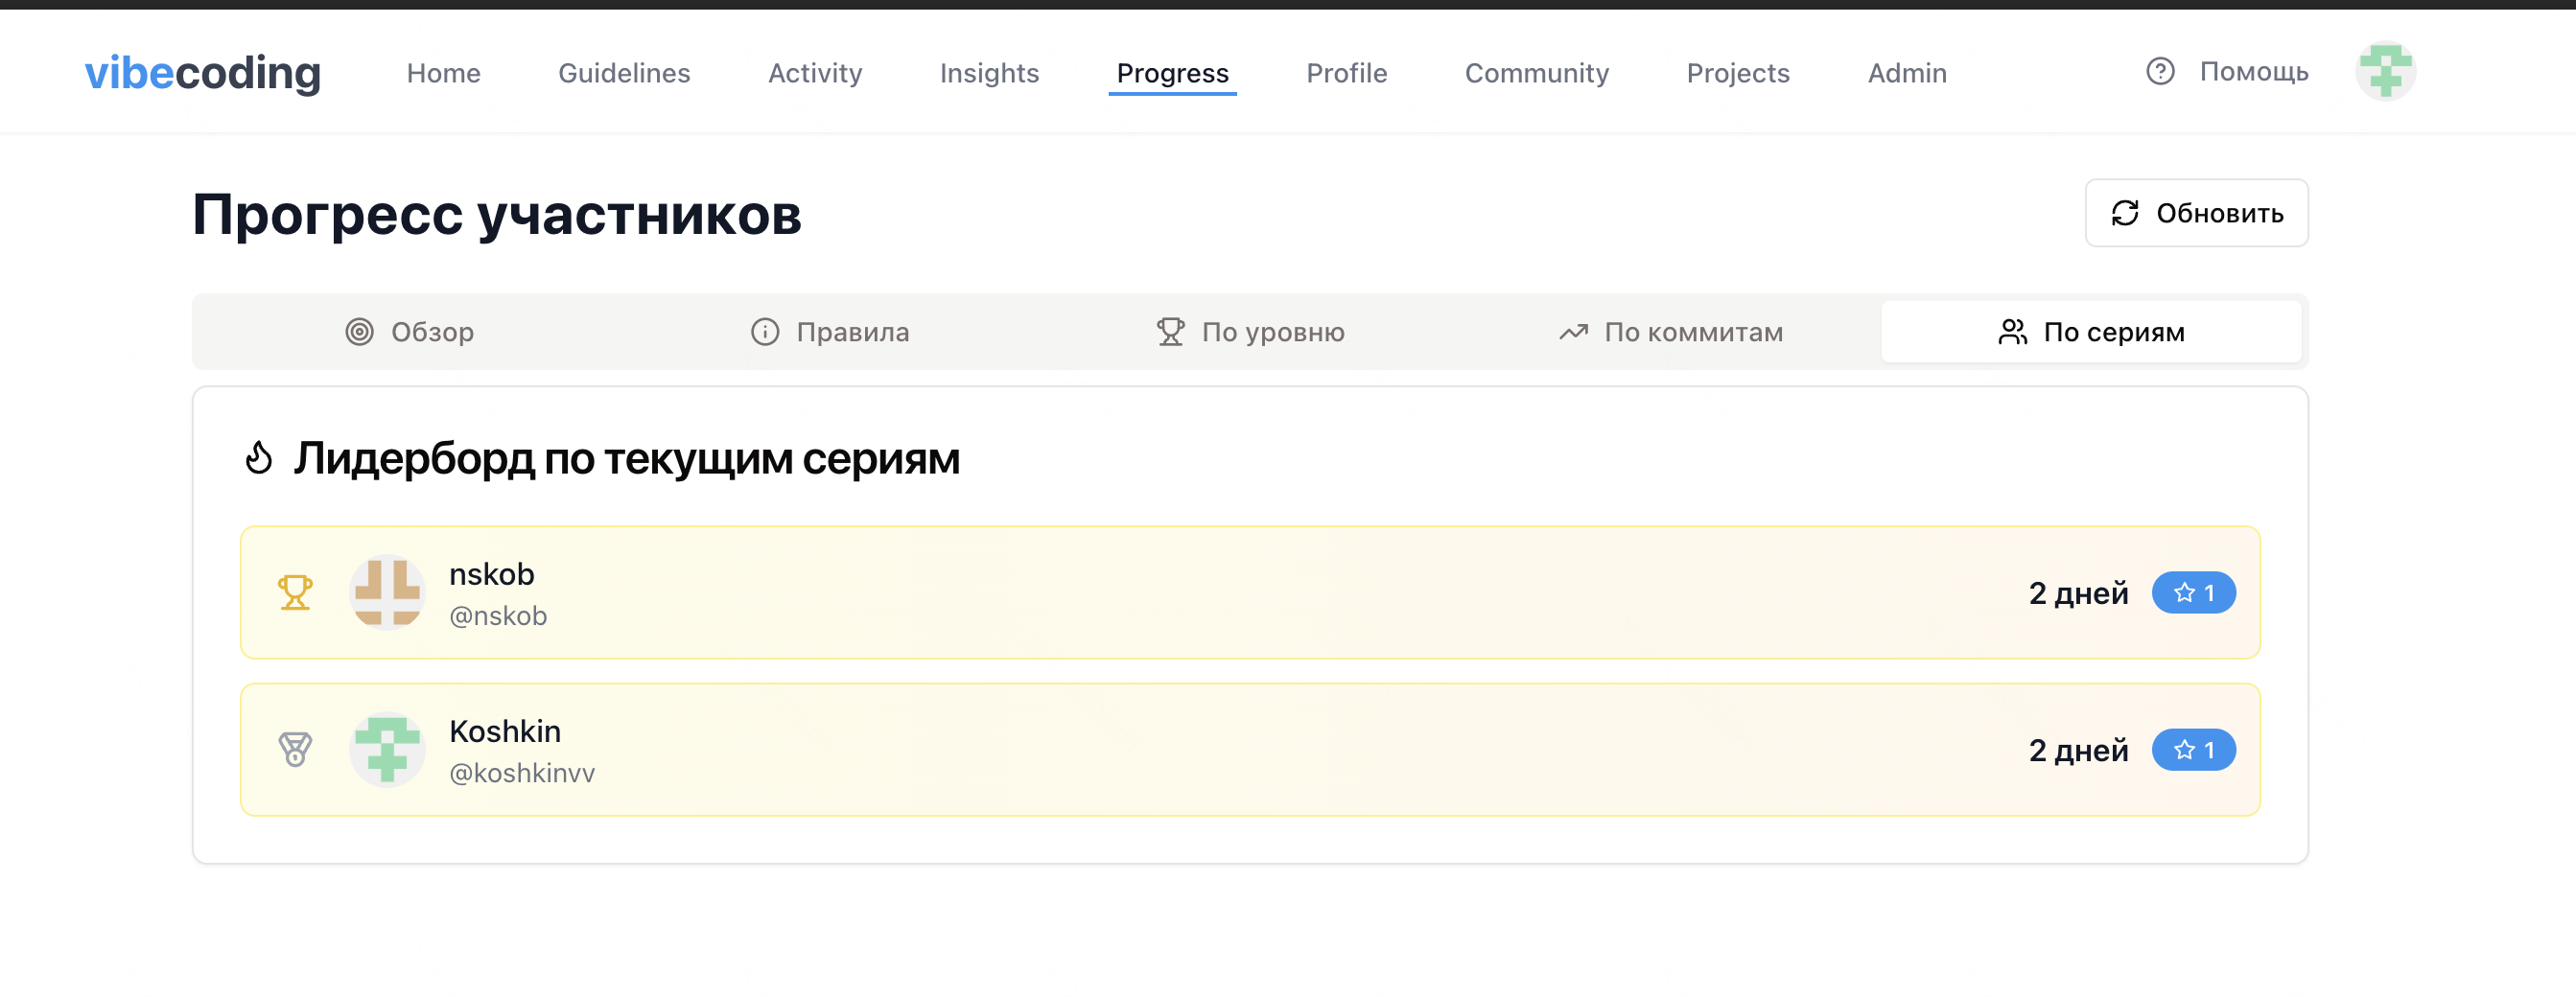 vibecoding Home Guidelines Activity Insights Progress Profile Community Projects Admin Помощь
Прогресс участников
Обновить
Обзор Правила По уровню По коммитам По сериям
Лидерборд по текущим сериям
nskob
@nskob
2 дней 1
Koshkin
@koshkinvv
2 дней 1